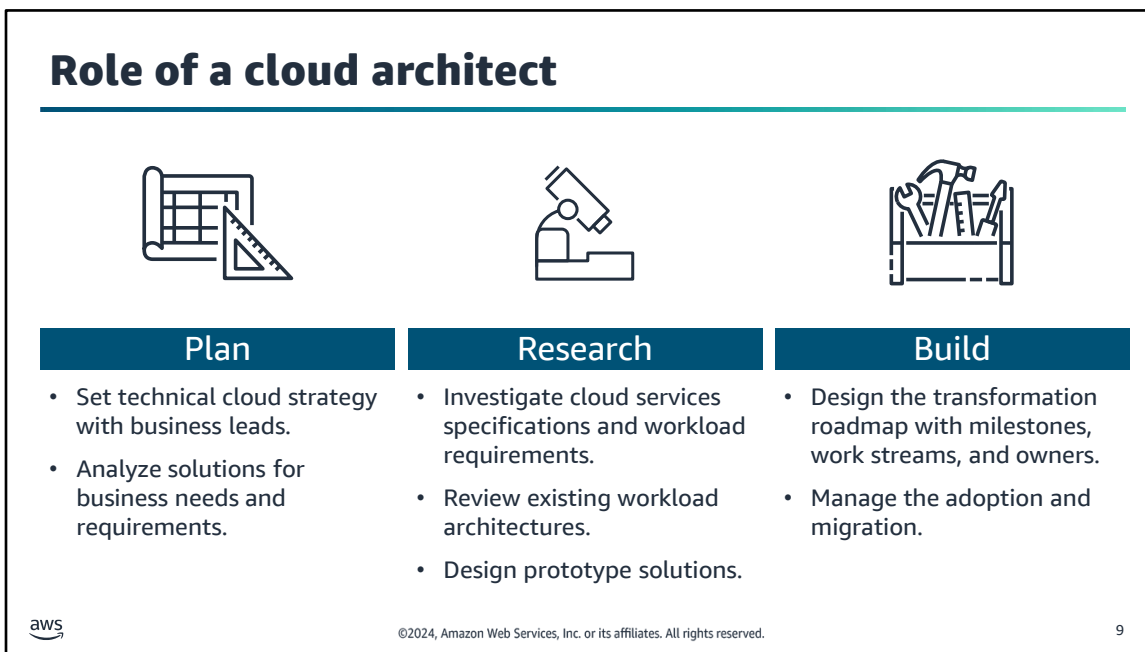 Role of a cloud architect
Plan
• Set technical cloud strategy
with business leads.
• Analyze solutions for
business needs and
requirements.
Research
• Investigate cloud services
specifications and workload
requirements.
• Review existing workload
architectures.
• Design prototype solutions.
Build
• Design the transformation
roadmap with milestones,
work streams, and owners.
• Manage the adoption and
migration.
aws
©2024, Amazon Web Services, Inc. or its affiliates. All rights reserved.
9